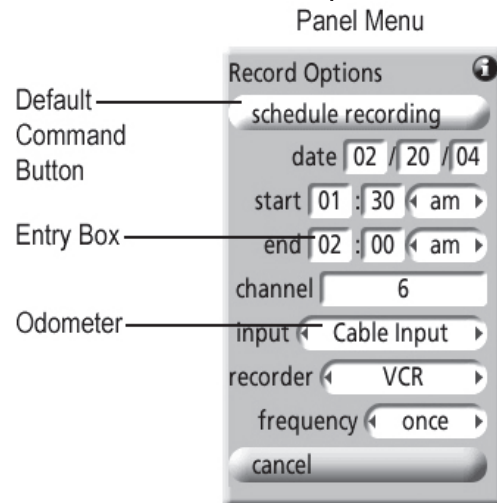 Panel Menu
Record Options i
Default
Command
Button
schedule recording
date 02 / 20 / 04
start 01 : 30 am
Entry Box
end 02 : 00 am
channel 6
Odometer
input Cable Input
recorder VCR
frequency once
cancel